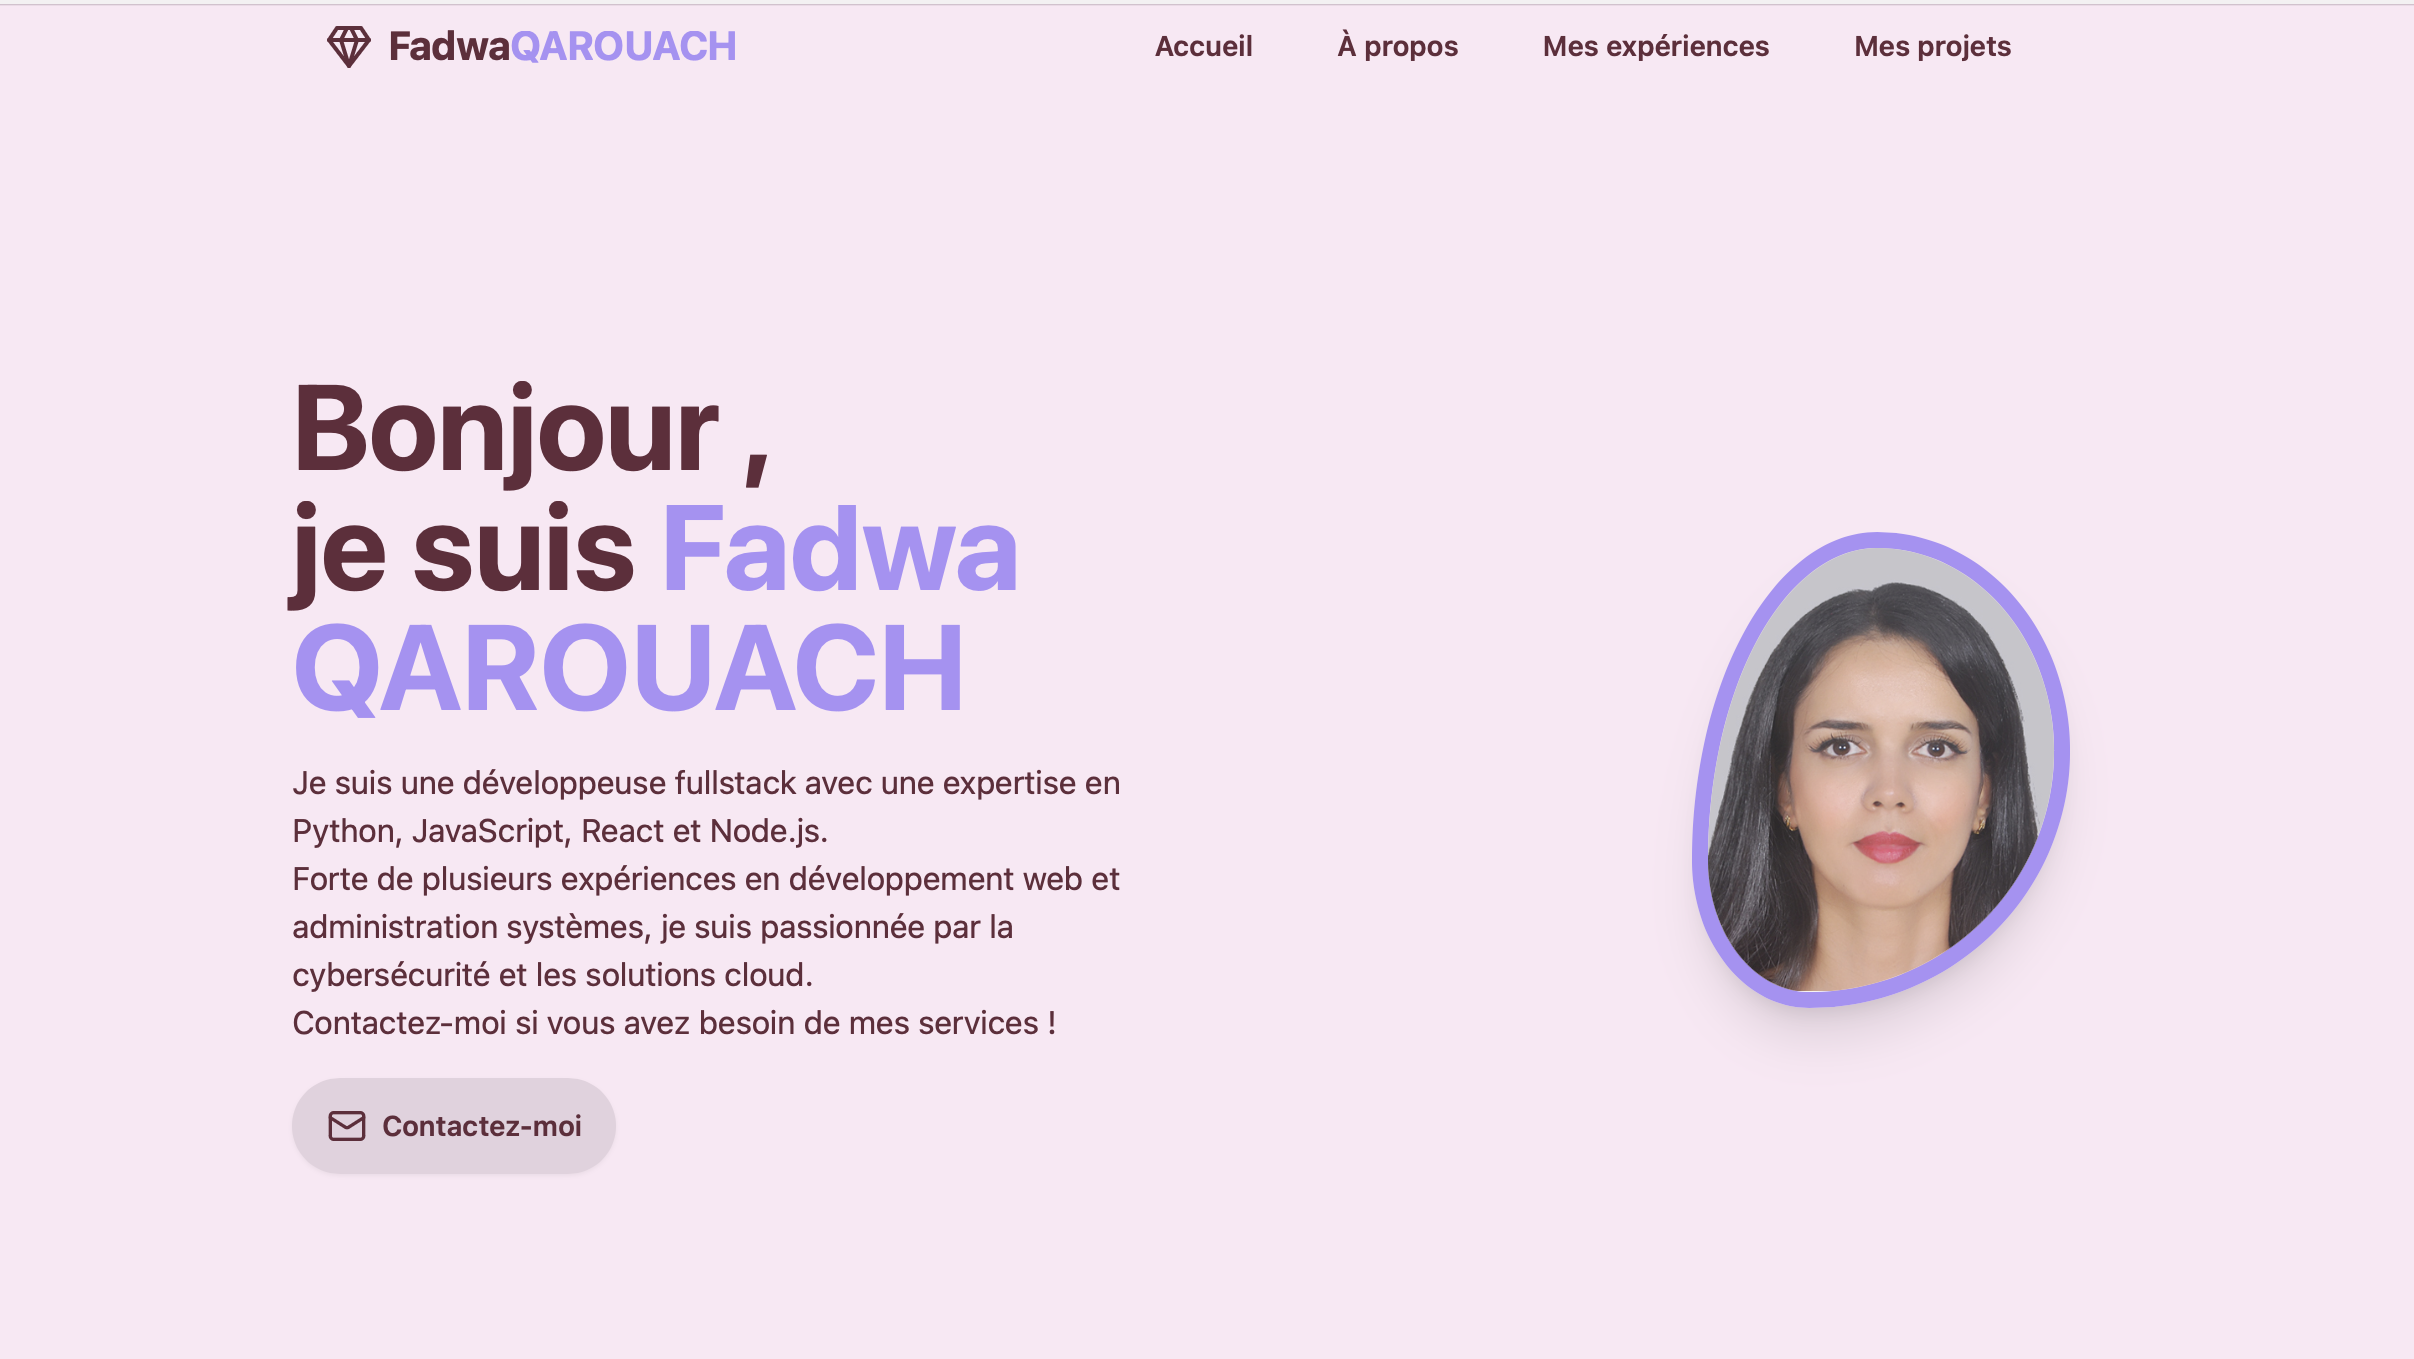 FadwaQAROUACH
Accueil
À propos
Mes expériences
Mes projets
Bonjour ,
je suis Fadwa
QAROUACH
Je suis une développeuse fullstack avec une expertise en
Python, JavaScript, React et Node.js.
Forte de plusieurs expériences en développement web et
administration systèmes, je suis passionnée par la
cybersécurité et les solutions cloud.
Contactez-moi si vous avez besoin de mes services !
Contactez-moi